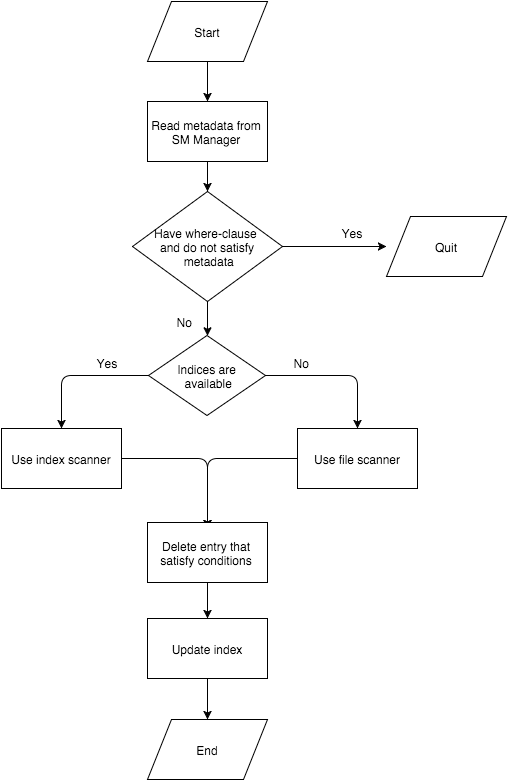 Start
Read metadata from
SM Manager
Have where-clause
and do not satisfy
metadata
Yes
Quit
No
Indices are
available
Yes
No
Use index scanner
Use file scanner
Delete entry that
satisfy conditions
Update index
End